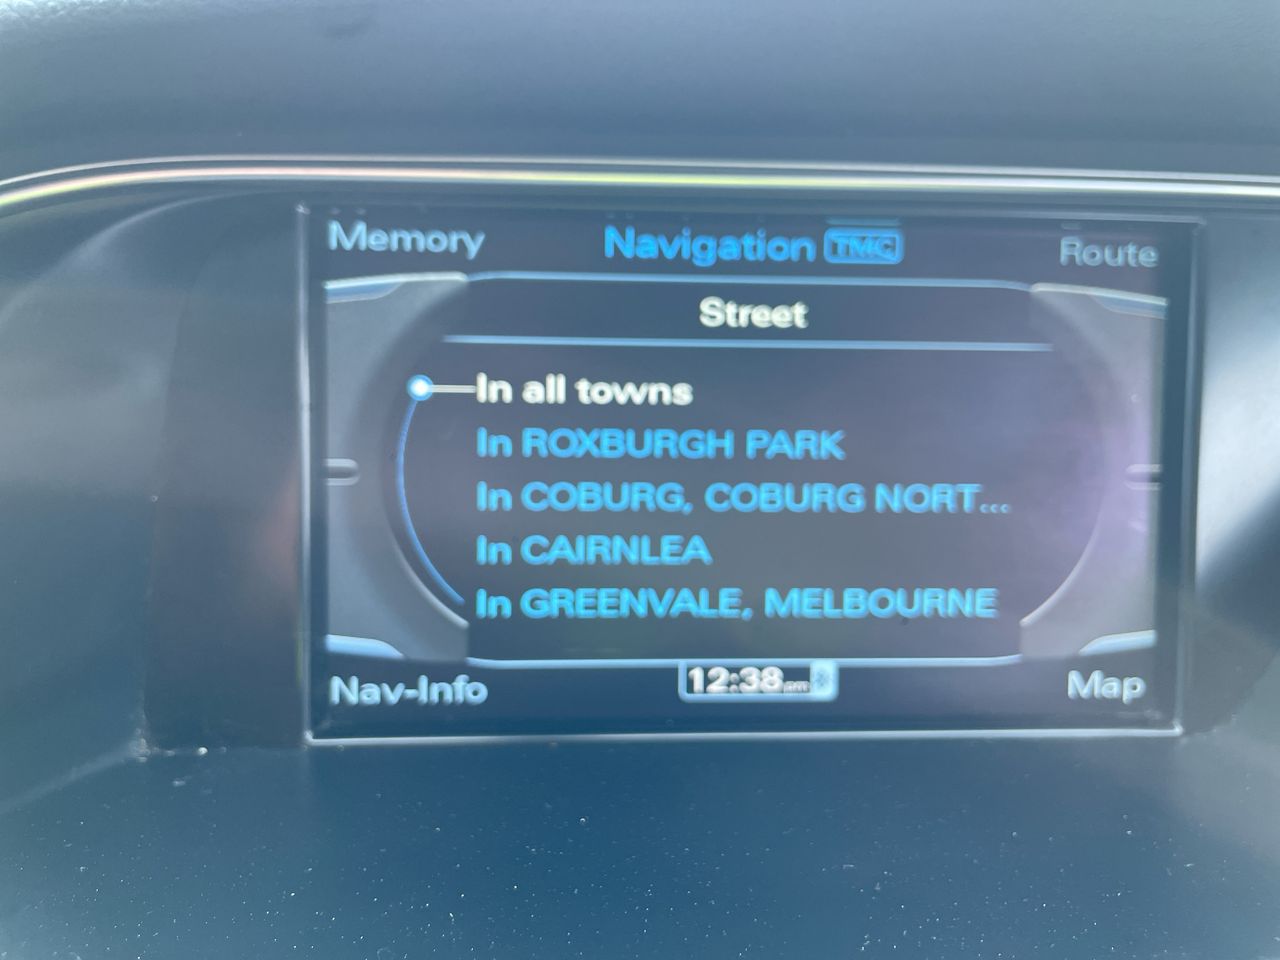 Memory
Navigation TMC
Route
Street
In all towns
In ROXBURGH PARK
In COBURG, COBURG NORT...
In CAIRNLEA
In GREENVALE, MELBOURNE
Nav-Info
12:38 pm
Map